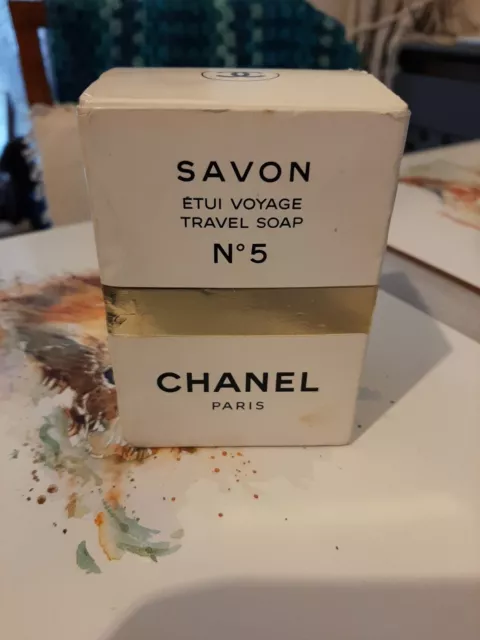 SAVON
ÉTUI VOYAGE
TRAVEL SOAP
N°5
CHANEL
PARIS